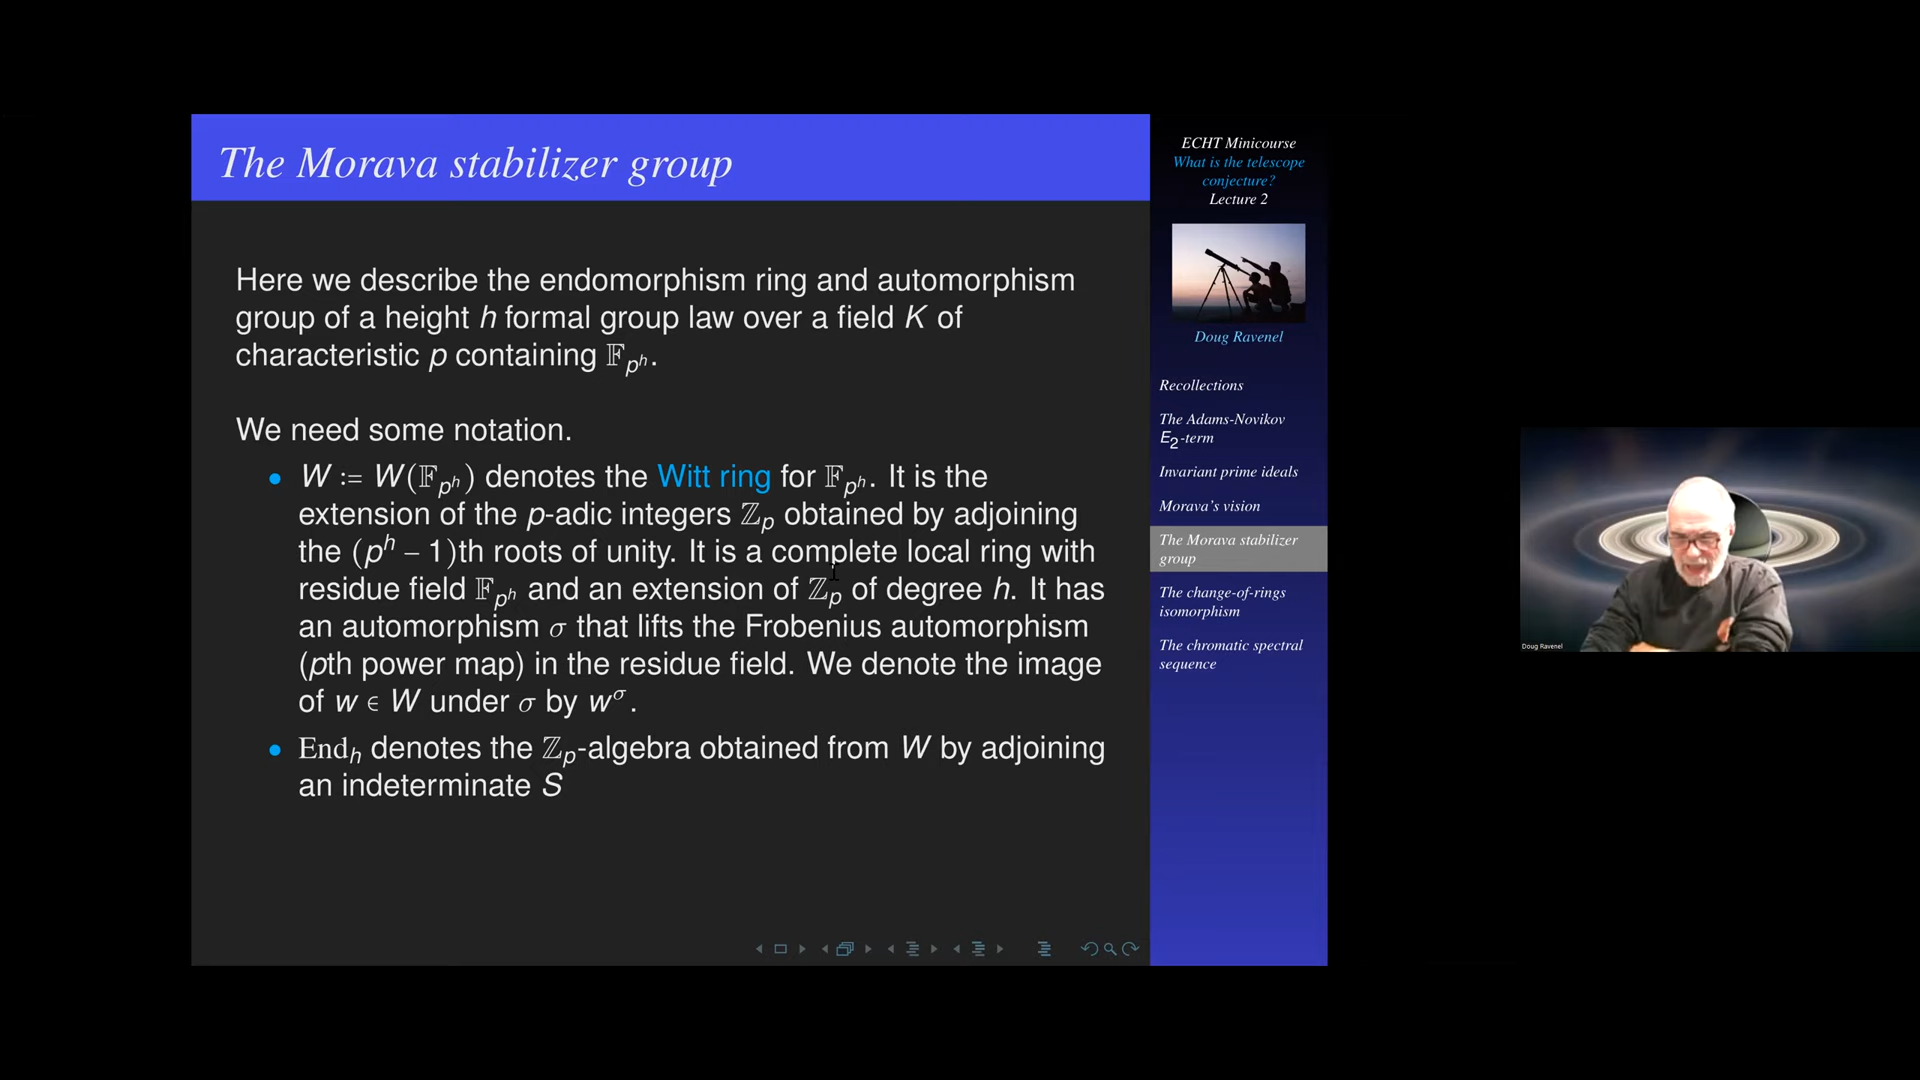 The Morava stabilizer group
Here we describe the endomorphism ring and automorphism
group of a height h formal group law over a field K of
characteristic p containing 𝔽_{p^h}.
We need some notation.
• W := W(𝔽_{p^h}) denotes the Witt ring for 𝔽_{p^h}. It is the
extension of the p-adic integers ℤ_p obtained by adjoining
the (p^h – 1)th roots of unity. It is a complete local ring with
residue field 𝔽_{p^h} and an extension of ℤ_p of degree h. It has
an automorphism σ that lifts the Frobenius automorphism
(pth power map) in the residue field. We denote the image
of w ∈ W under σ by w^σ.
• End_h denotes the ℤ_p-algebra obtained from W by adjoining
an indeterminate S
ECHT Minicourse
What is the telescope
conjecture?
Lecture 2
Doug Ravenel
Recollections
The Adams-Novikov
E_2-term
Invariant prime ideals
Morava's vision
The Morava stabilizer
group
The change-of-rings
isomorphism
The chromatic spectral
sequence
Doug Ravenel